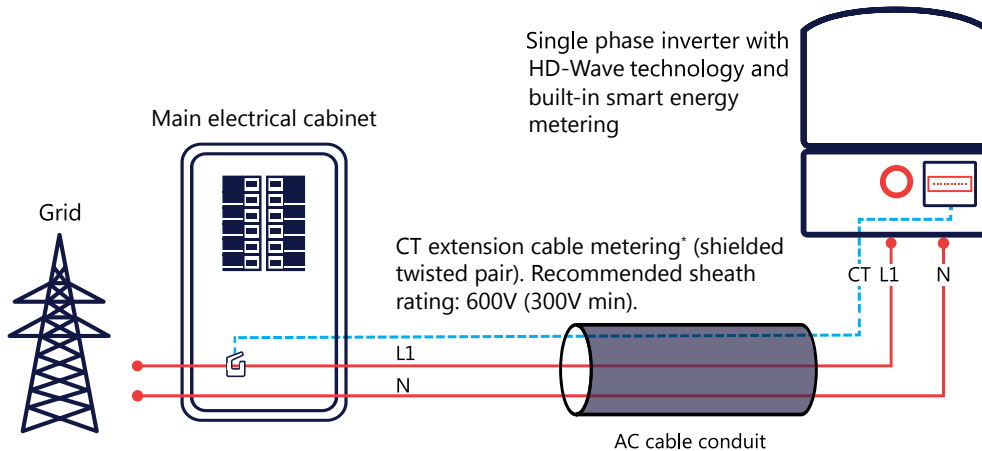 Single phase inverter with
HD-Wave technology and
built-in smart energy
metering
Main electrical cabinet
Grid
CT extension cable metering* (shielded
twisted pair). Recommended sheath
rating: 600V (300V min).
CT L1 N
L1
N
AC cable conduit